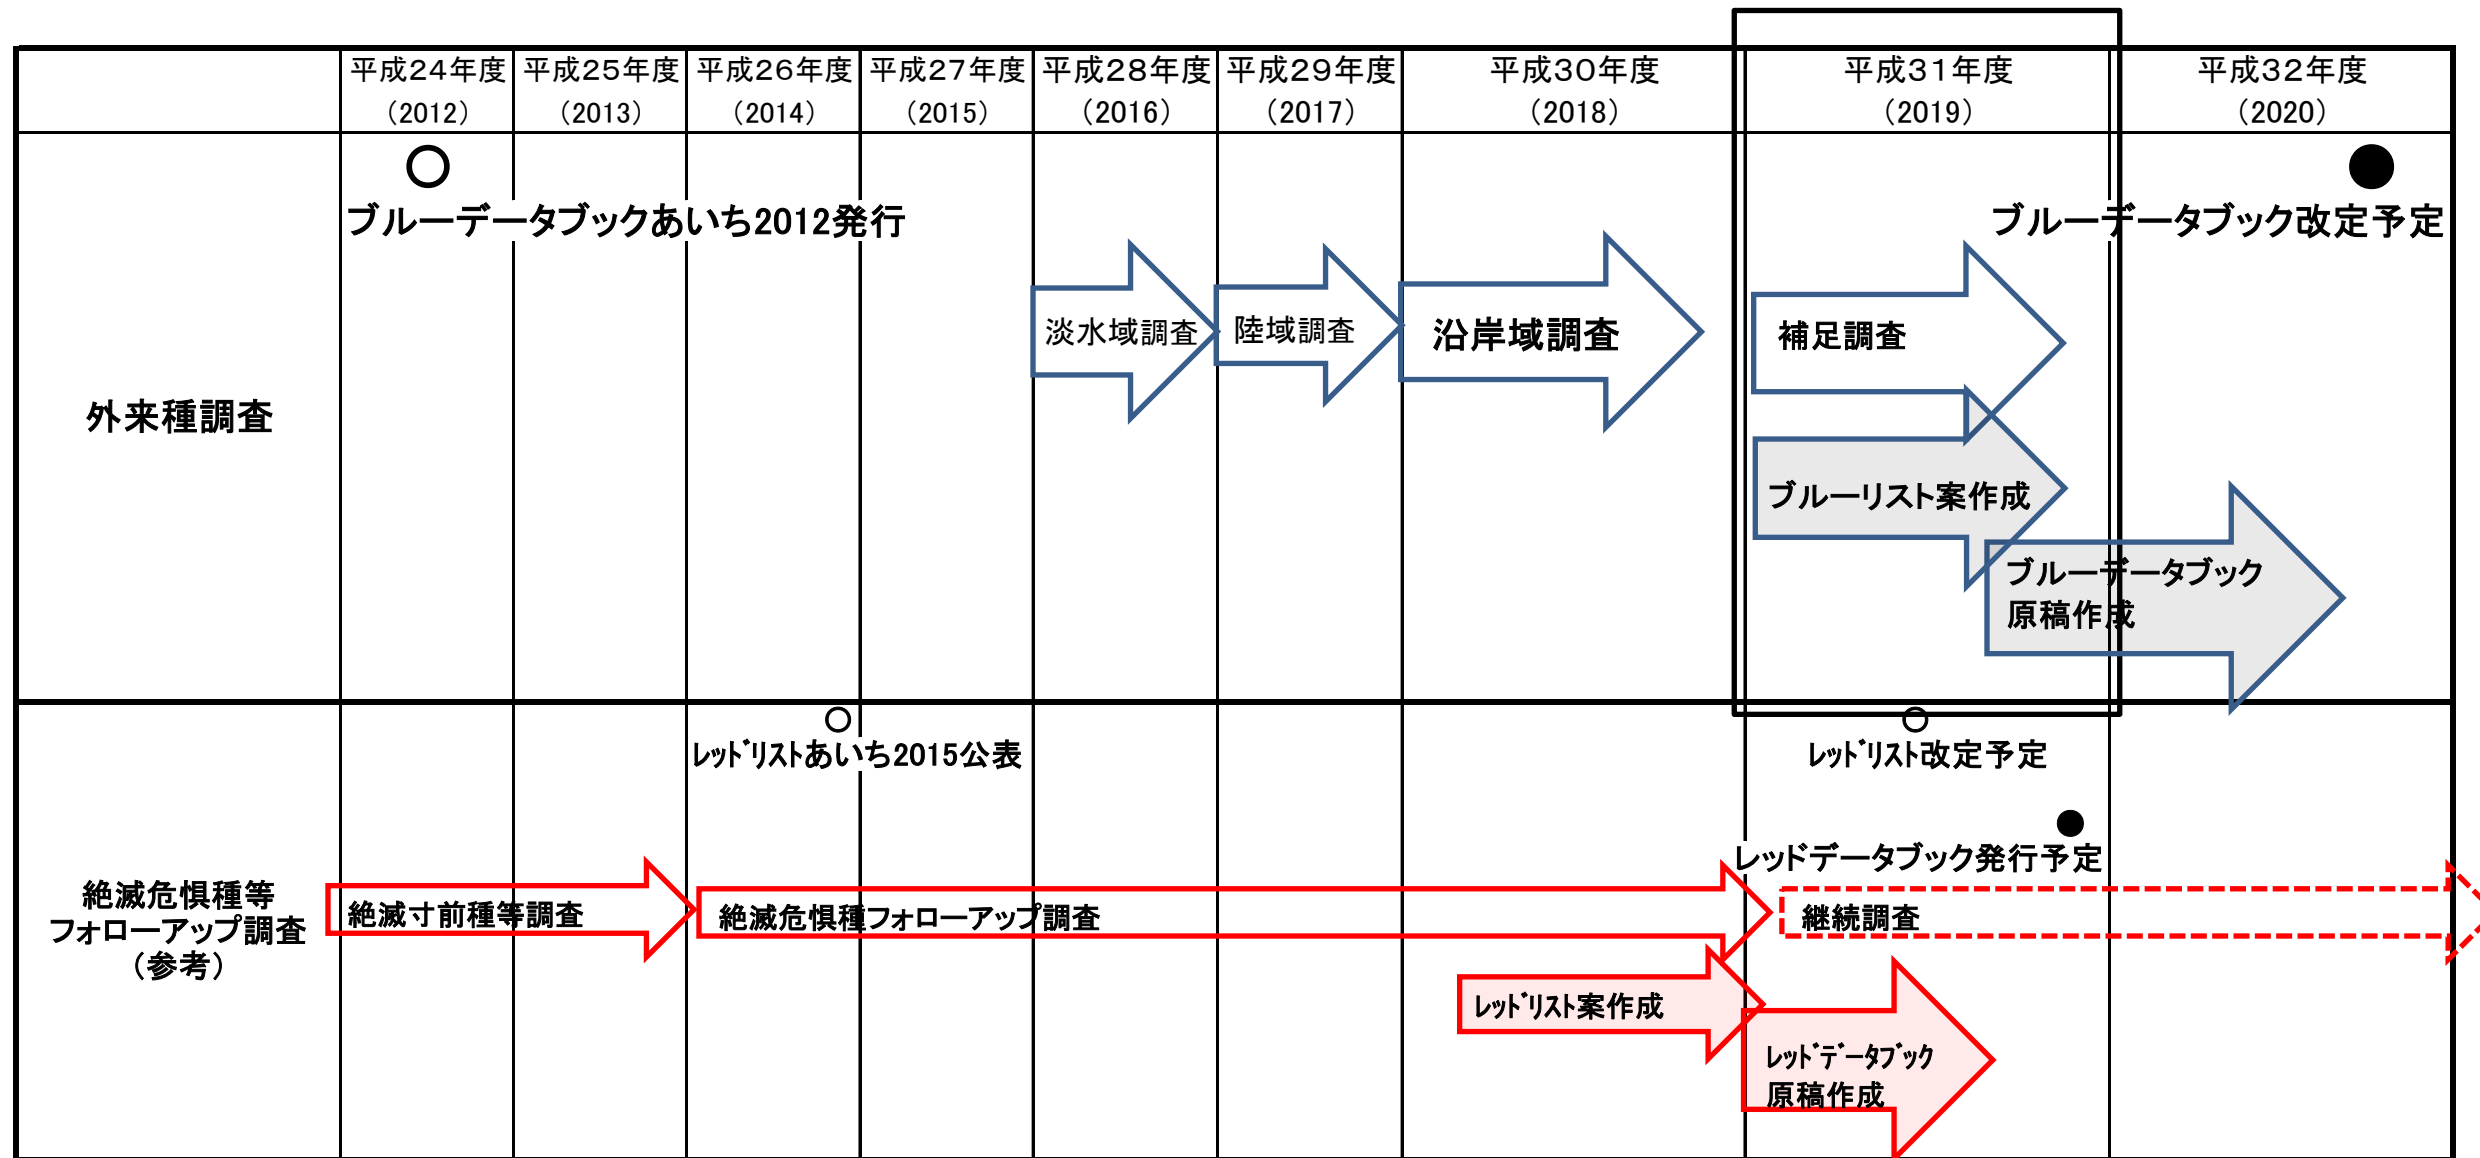 平成24年度 平成25年度 平成26年度 平成27年度 平成28年度 平成29年度 平成30年度 平成31年度 平成32年度
（2012） （2013） （2014） （2015） （2016） （2017） （2018） （2019） （2020）
ブルーデータブックあいち2012発行
ブルーデータブック改定予定
淡水域調査
陸域調査
沿岸域調査
補足調査
外来種調査
ブルーリスト案作成
ブルーデータブック
原稿作成
ﾚｯﾄﾞﾘｽﾄあいち2015公表
ﾚｯﾄﾞﾘｽﾄ改定予定
レッドデータブック発行予定
絶滅危惧種等
フォローアップ調査
（参考）
絶滅寸前種等調査
絶滅危惧種フォローアップ調査
継続調査
ﾚｯﾄﾞﾘｽﾄ案作成
ﾚｯﾄﾞﾃﾞｰﾀﾌﾞｯｸ
原稿作成